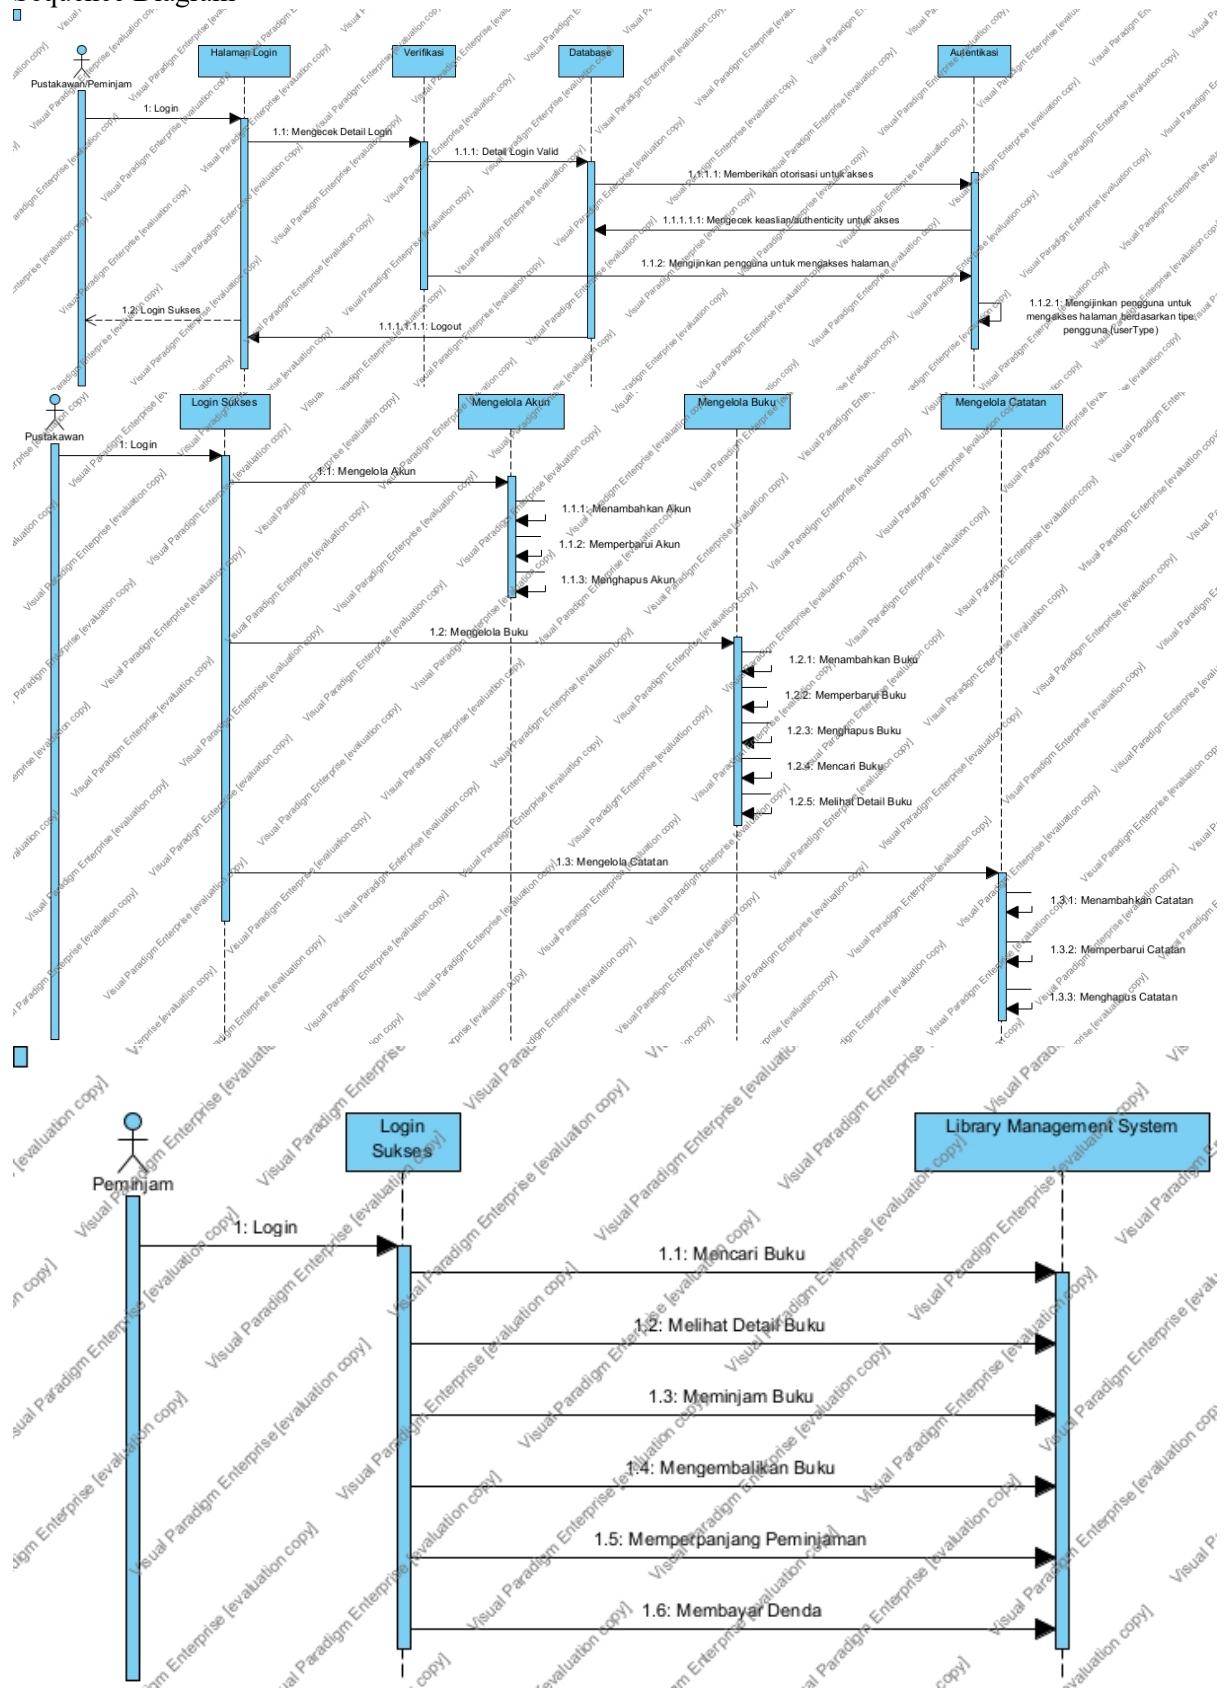 Sequence Diagram
Pustakawan/Peminjam
Halaman Login
Verifikasi
Database
Autentikasi
1: Login
1.1: Mengecek Detail Login
1.1.1: Detail Login Valid
1.1.1.1: Memberikan otorisasi untuk akses
1.1.1.1.1: Mengecek keaslian/authenticity untuk akses
1.1.2: Mengijinkan pengguna untuk mengakses halaman
1.1.2.1: Mengijinkan pengguna untuk
mengakses halaman berdasarkan tipe
pengguna (userType)
1.2: Login Sukses
1.1.1.1.1.1: Logout
Pustakawan
Login Sukses
Mengelola Akun
Mengelola Buku
Mengelola Catatan
1: Login
1.1: Mengelola Akun
1.1.1: Menambahkan Akun
1.1.2: Memperbarui Akun
1.1.3: Menghapus Akun
1.2: Mengelola Buku
1.2.1: Menambahkan Buku
1.2.2: Memperbarui Buku
1.2.3: Menghapus Buku
1.2.4: Mencari Buku
1.2.5: Melihat Detail Buku
1.3: Mengelola Catatan
1.3.1: Menambahkan Catatan
1.3.2: Memperbarui Catatan
1.3.3: Menghapus Catatan
Peminjam
Login
Sukses
Library Management System
1: Login
1.1: Mencari Buku
1.2: Melihat Detail Buku
1.3: Meminjam Buku
1.4: Mengembalikan Buku
1.5: Memperpanjang Peminjaman
1.6: Membayar Denda
Visual Paradigm Enterprise [evaluation copy]